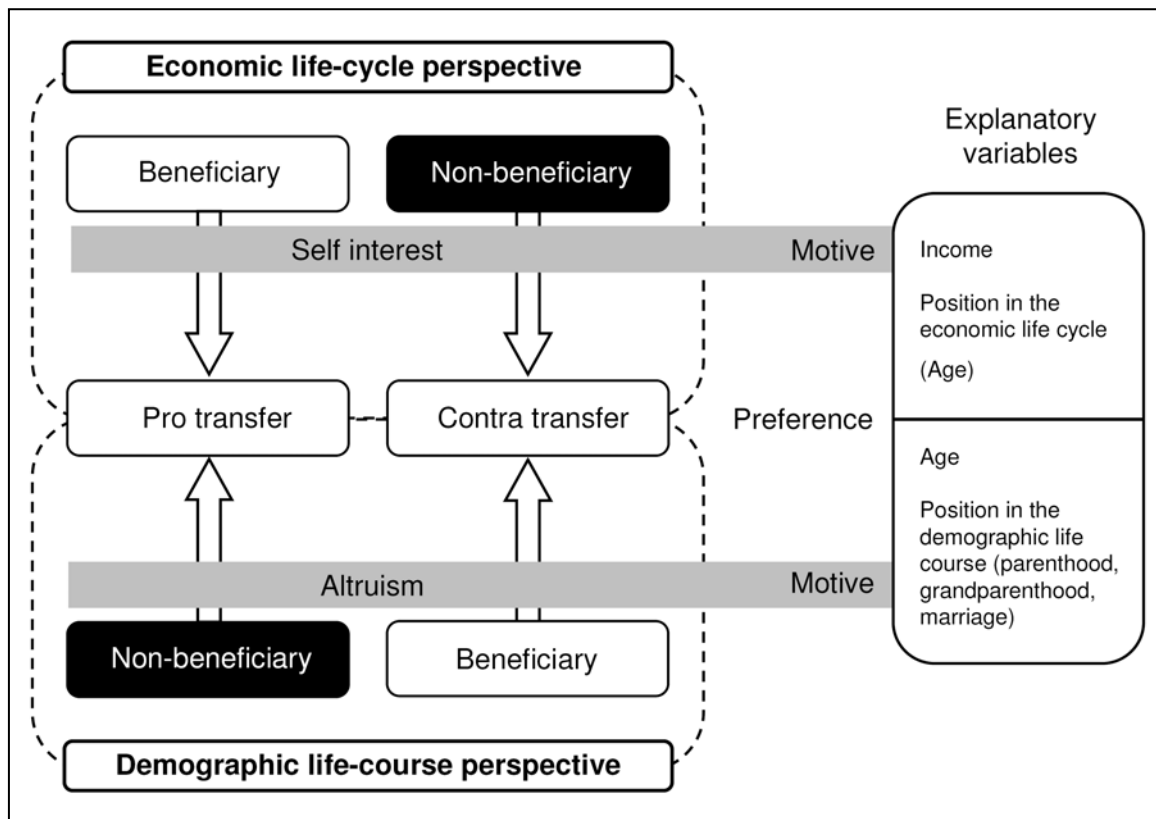 Economic life-cycle perspective
Beneficiary
Non-beneficiary
Self interest
Motive
Pro transfer
Contra transfer
Preference
Altruism
Motive
Non-beneficiary
Beneficiary
Demographic life-course perspective
Explanatory
variables
Income
Position in the
economic life cycle
(Age)
Age
Position in the
demographic life
course (parenthood,
grandparenthood,
marriage)